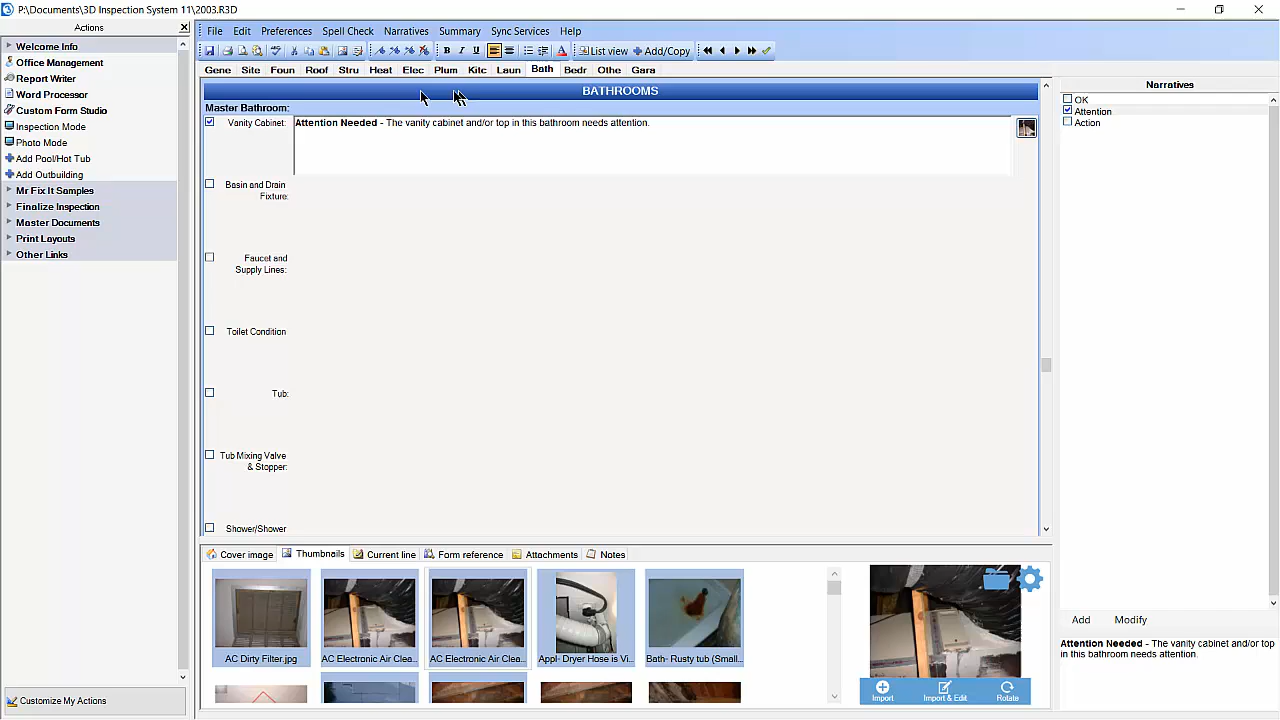 P:\Documents\3D Inspection System 11\2003.R3D
Actions
Welcome Info
Office Management
Report Writer
Word Processor
Custom Form Studio
Inspection Mode
Photo Mode
Add Pool/Hot Tub
Add Outbuilding
Mr Fix It Samples
Finalize Inspection
Master Documents
Print Layouts
Other Links
Customize My Actions
File Edit Preferences Spell Check Narratives Summary Sync Services Help
B I U A List view Add/Copy
Gene Site Foun Roof Stru Heat Elec Plum Kitc Laun Bath Bedr Othe Gara
BATHROOMS
Master Bathroom:
Vanity Cabinet: Attention Needed - The vanity cabinet and/or top in this bathroom needs attention.
Basin and Drain
Fixture:
Faucet and
Supply Lines:
Toilet Condition
Tub:
Tub Mixing Valve
& Stopper:
Shower/Shower
Cover image Thumbnails Current line Form reference Attachments Notes
AC Dirty Filter.jpg AC Electronic Air Clea... AC Electronic Air Clea... Appl- Dryer Hose is Vi... Bath- Rusty tub (Small...
Import Import & Edit Rotate
Narratives
OK
Attention
Action
Add Modify
Attention Needed - The vanity cabinet and/or top
in this bathroom needs attention.